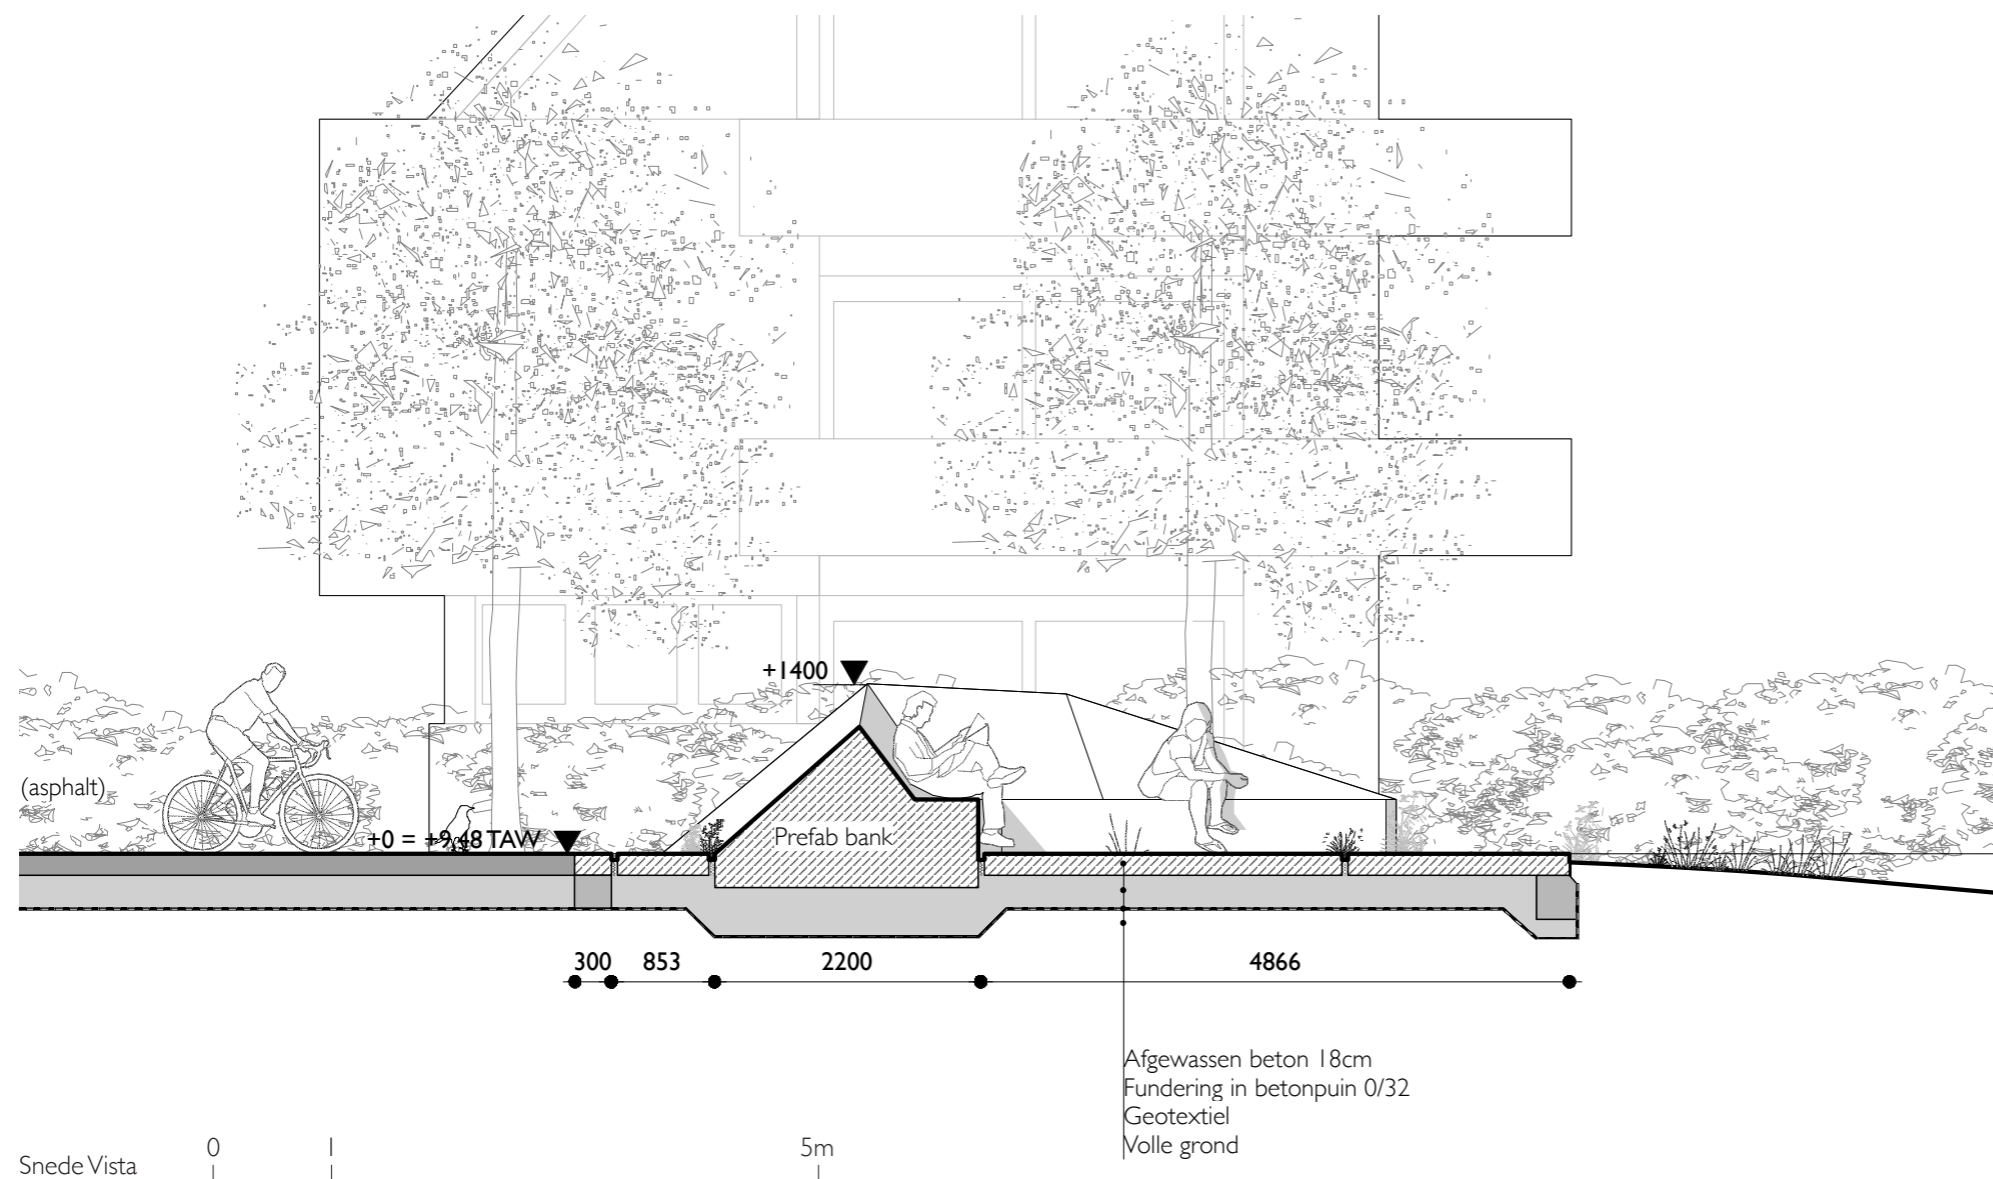 +1400
(asphalt)
+0 = +9.48 TAW
Prefab bank
300 853 2200 4866
Afgewassen beton 18cm
Fundering in betonpuin 0/32
Geotextiel
Volle grond
0 1 5m
Snede Vista